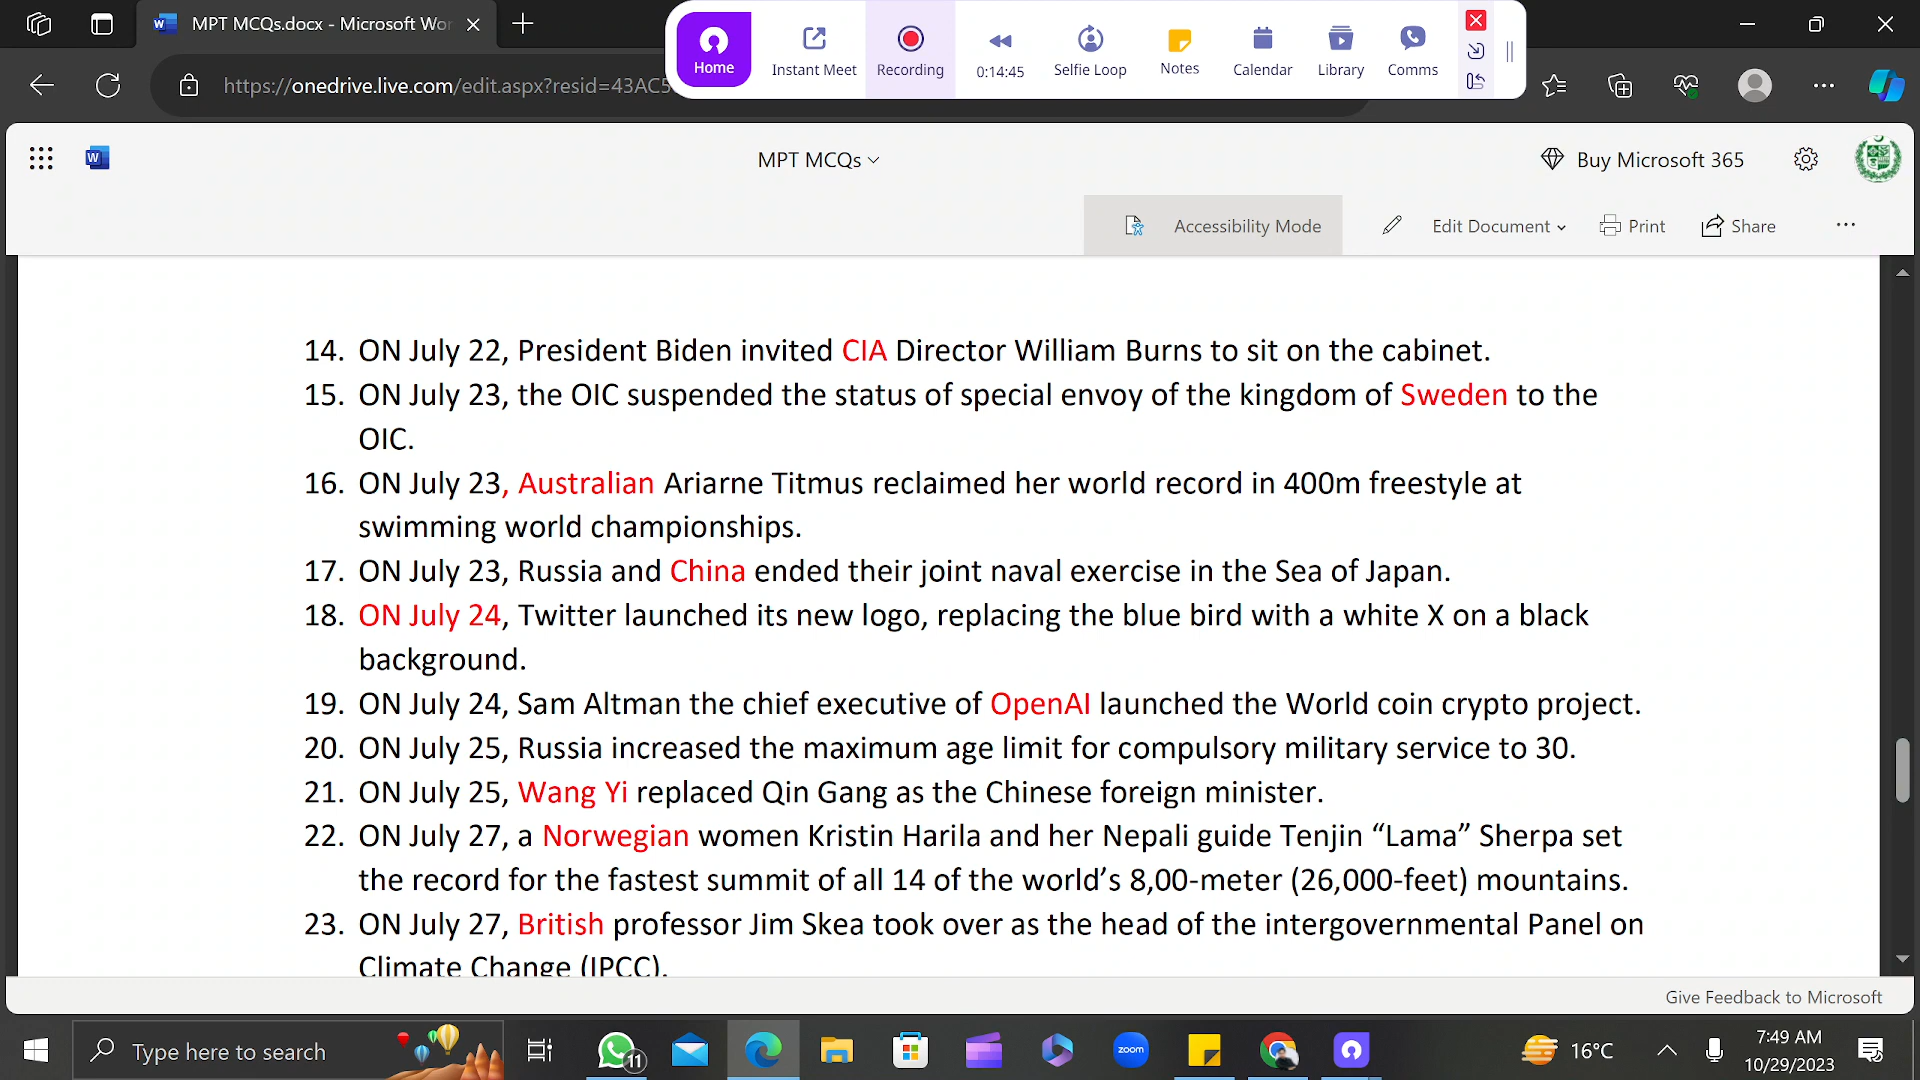 MPT MCQs.docx - Microsoft Wor
Home
Instant Meet
Recording
0:14:45
Selfie Loop
Notes
Calendar
Library
Comms
https://onedrive.live.com/edit.aspx?resid=43AC5
W
MPT MCQs
Buy Microsoft 365
Accessibility Mode
Edit Document
Print
Share
14. ON July 22, President Biden invited CIA Director William Burns to sit on the cabinet.
15. ON July 23, the OIC suspended the status of special envoy of the kingdom of Sweden to the
OIC.
16. ON July 23, Australian Ariarne Titmus reclaimed her world record in 400m freestyle at
swimming world championships.
17. ON July 23, Russia and China ended their joint naval exercise in the Sea of Japan.
18. ON July 24, Twitter launched its new logo, replacing the blue bird with a white X on a black
background.
19. ON July 24, Sam Altman the chief executive of OpenAI launched the World coin crypto project.
20. ON July 25, Russia increased the maximum age limit for compulsory military service to 30.
21. ON July 25, Wang Yi replaced Qin Gang as the Chinese foreign minister.
22. ON July 27, a Norwegian women Kristin Harila and her Nepali guide Tenjin “Lama” Sherpa set
the record for the fastest summit of all 14 of the world’s 8,00-meter (26,000-feet) mountains.
23. ON July 27, British professor Jim Skea took over as the head of the intergovernmental Panel on
Climate Change (IPCC).
Give Feedback to Microsoft
Type here to search
11
zoom
16°C
7:49 AM
10/29/2023